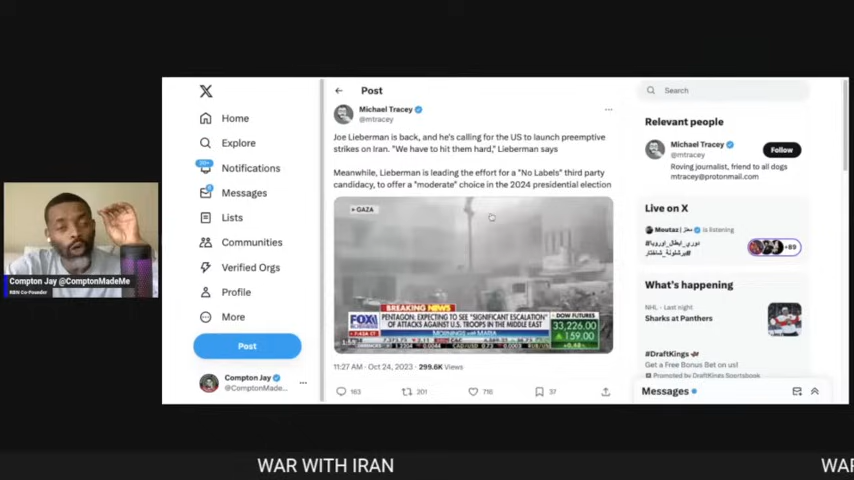 Post
Search
Home
Explore
Notifications
Messages
Lists
Communities
Verified Orgs
Profile
More
Post
Compton Jay
@ComptonMade...
Michael Tracey
@mtracey
Joe Lieberman is back, and he's calling for the US to launch preemptive
strikes on Iran. "We have to hit them hard," Lieberman says
Meanwhile, Lieberman is leading the effort for a "No Labels" third party
candidacy, to offer a "moderate" choice in the 2024 presidential election
GAZA
BREAKING NEWS
PENTAGON: EXPECTING TO SEE "SIGNIFICANT ESCALATION"
OF ATTACKS AGAINST U.S. TROOPS IN THE MIDDLE EAST
FOX
BUSINESS
MORNINGS WITH MARIA
DOW FUTURES
33,226.00
159.00
11:27 AM · Oct 24, 2023 · 299.6K Views
163
201
716
37
Relevant people
Michael Tracey
@mtracey
Follow
Roving journalist, friend to all dogs
mtracey@protonmail.com
Live on X
is listening
+89
What's happening
NHL · Last night
Sharks at Panthers
#DraftKings
Get a Free Bonus Bet on us!
Promoted by DraftKings Sportsbook
Messages
Compton Jay @ComptonMadeMe
RBN Co-Founder
WAR WITH IRAN
WAR